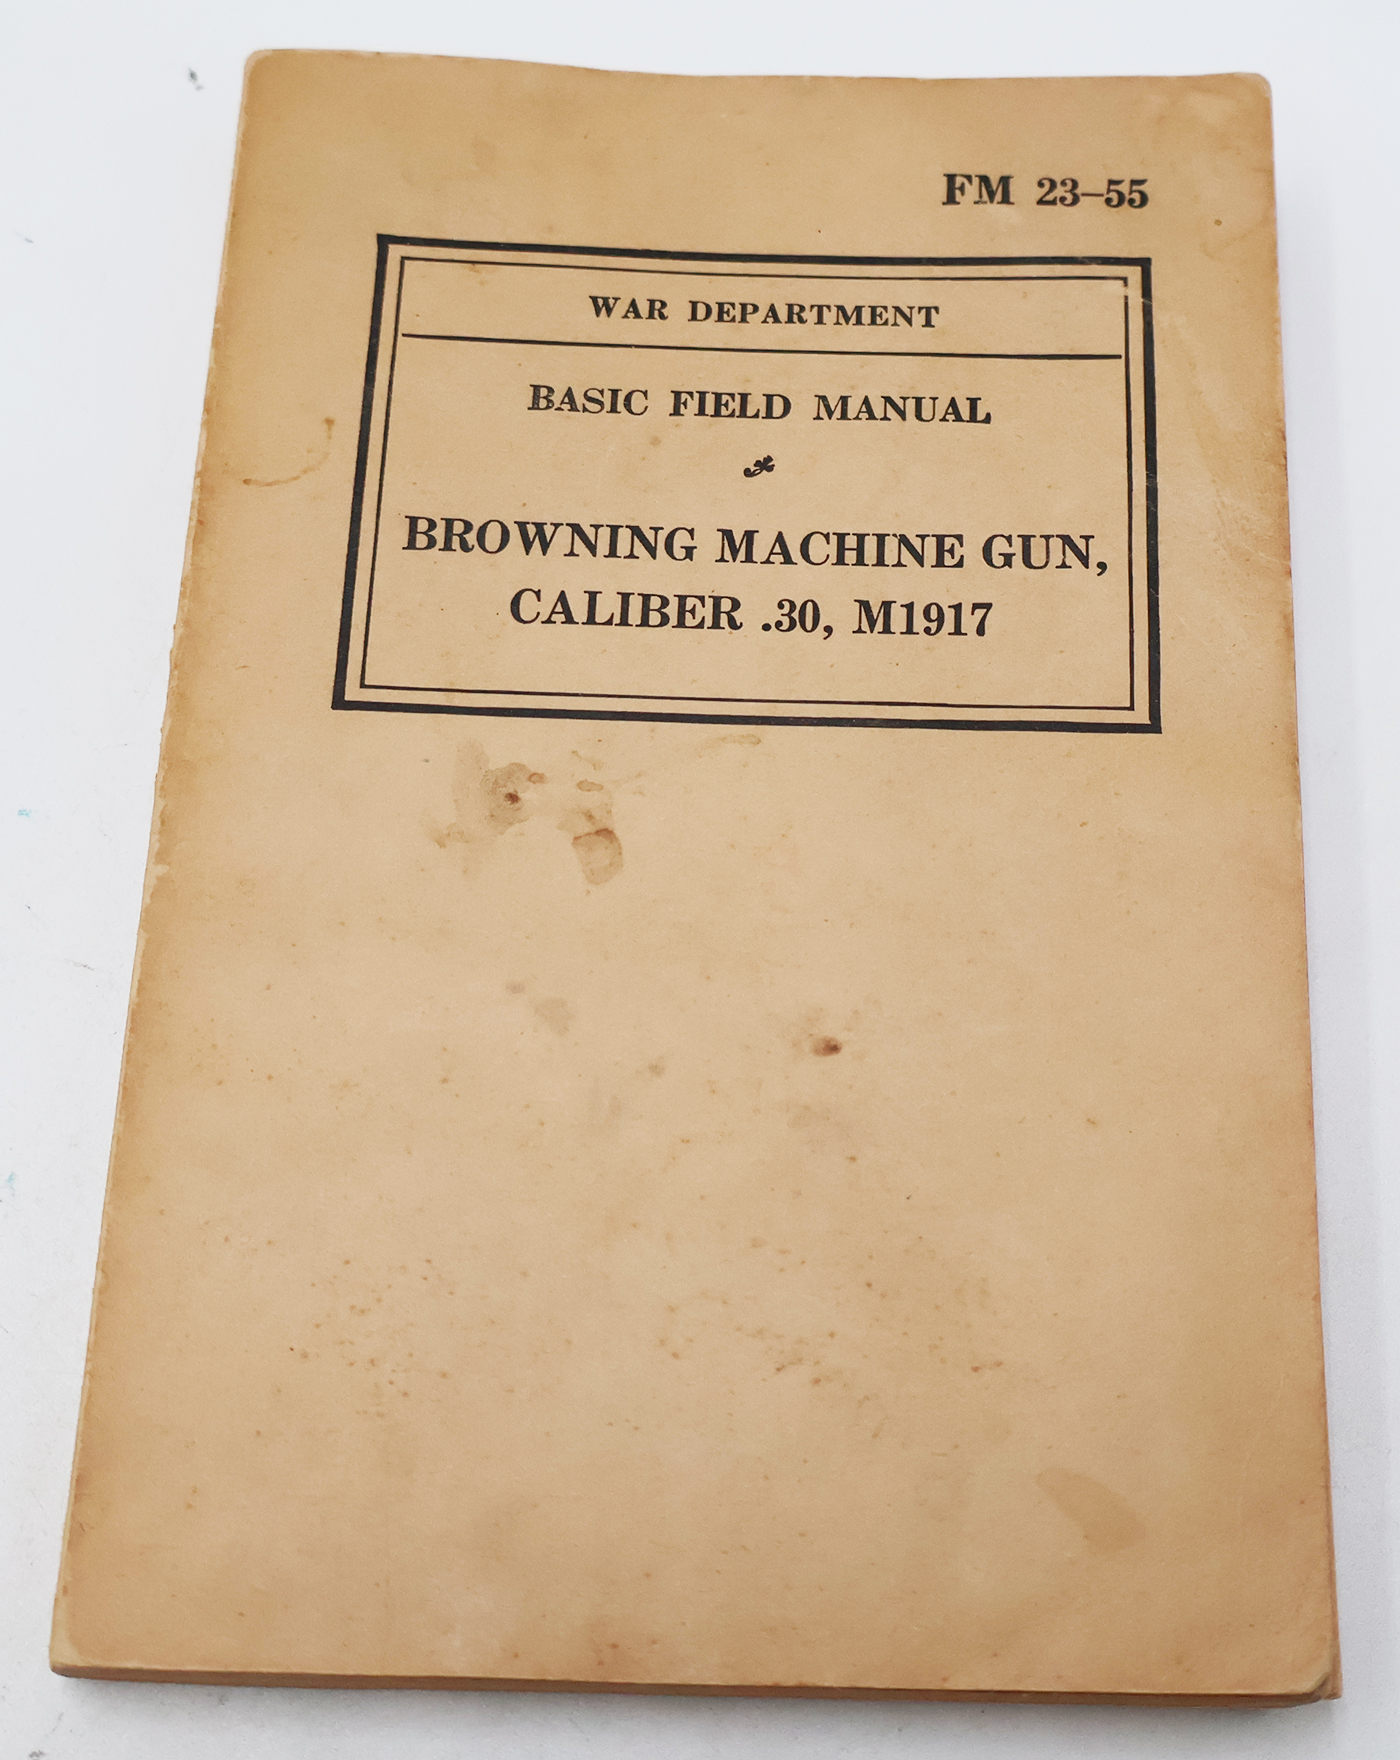 FM 23–55
WAR DEPARTMENT
BASIC FIELD MANUAL
BROWNING MACHINE GUN,
CALIBER .30, M1917